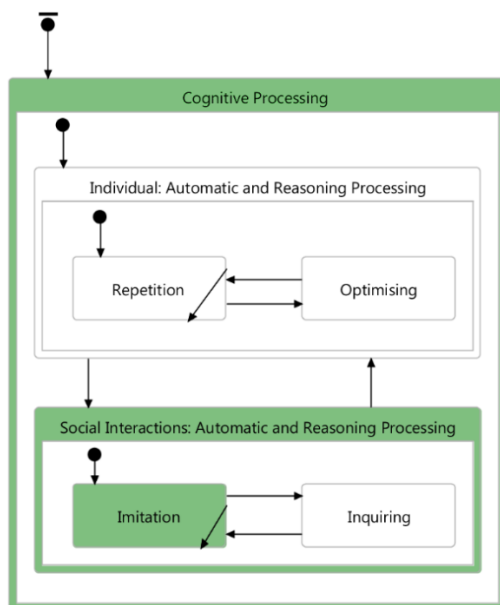 Cognitive Processing
Individual: Automatic and Reasoning Processing
Repetition
Optimising
Social Interactions: Automatic and Reasoning Processing
Imitation
Inquiring